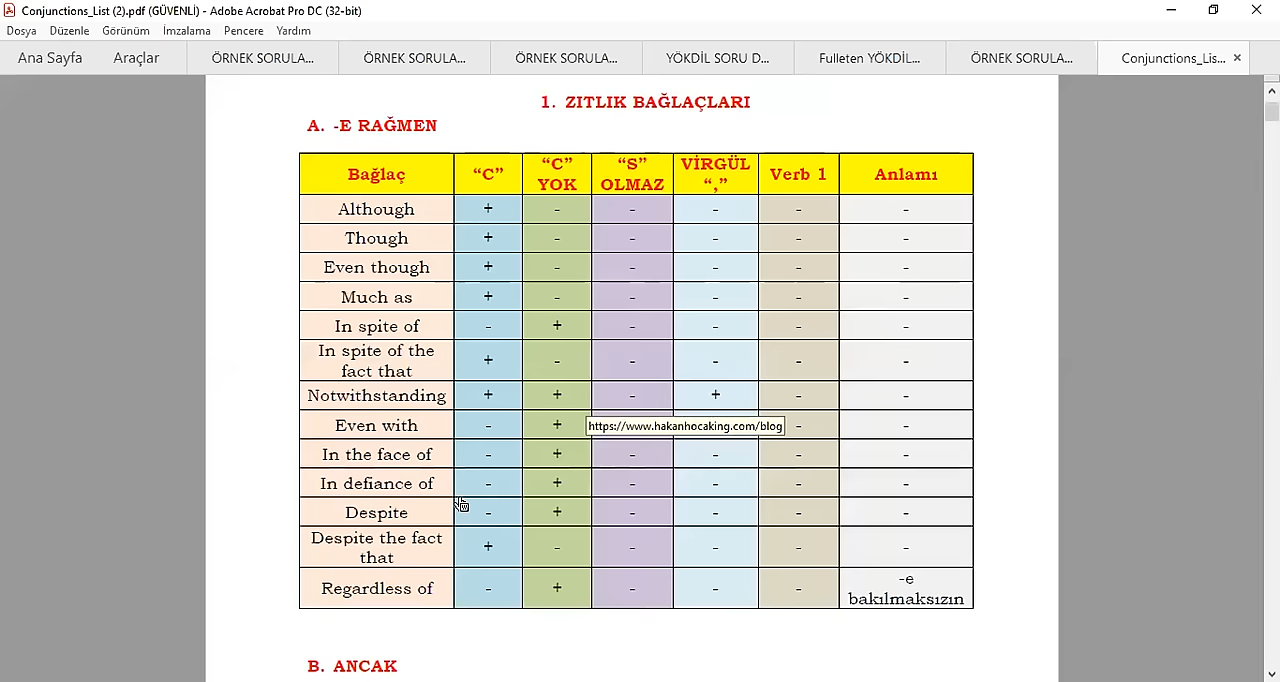 Conjunctions_List (2).pdf (GÜVENLİ) - Adobe Acrobat Pro DC (32-bit)
Dosya Düzenle Görünüm İmzalama Pencere Yardım
Ana Sayfa Araçlar ÖRNEK SORULA... ÖRNEK SORULA... ÖRNEK SORULA... YÖKDİL SORU D... Fulleten YÖKDİL... ÖRNEK SORULA... Conjunctions_Lis... ×
1. ZITLIK BAĞLAÇLARI
A. -E RAĞMEN
Bağlaç “C” “C” YOK “S” OLMAZ VİRGÜL “,” Verb 1 Anlamı
Although + - - - - -
Though + - - - - -
Even though + - - - - -
Much as + - - - - -
In spite of - + - - - -
In spite of the
fact that + - - - - -
Notwithstanding + + - + - -
Even with - + https://www.hakanhocaking.com/blog - -
In the face of - + - - - -
In defiance of - + - - - -
Despite - + - - - -
Despite the fact
that + - - - - -
Regardless of - + - - - -e
bakılmaksızın
B. ANCAK